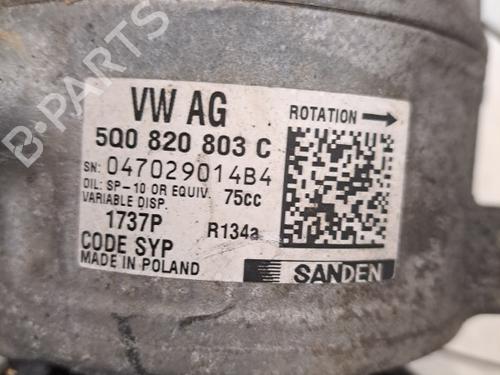 B-PARTS
VW AG
ROTATION
5Q0 820 803 C
SN: 047029014B4
OIL: SP-10 OR EQUIV. 75cc
VARIABLE DISP.
1737P R134a
CODE SYP
MADE IN POLAND
SANDEN
B-PARTS